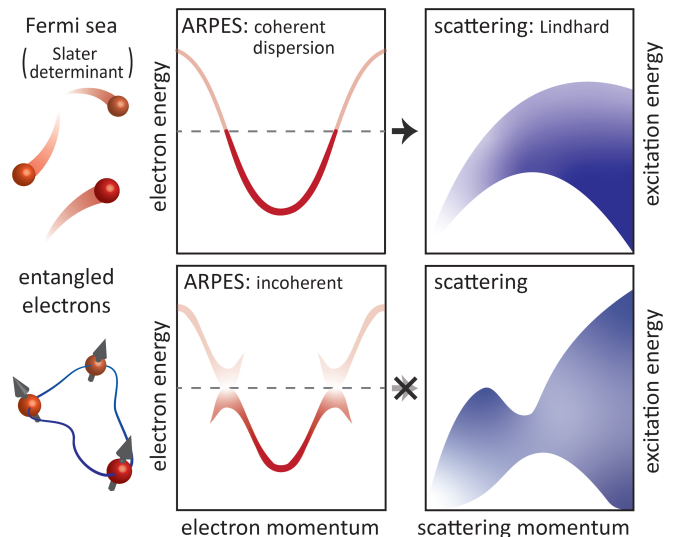 Fermi sea
(Slater
determinant)
ARPES: coherent
dispersion
electron energy
scattering: Lindhard
excitation energy
entangled
electrons
ARPES: incoherent
electron energy
electron momentum
scattering
excitation energy
scattering momentum